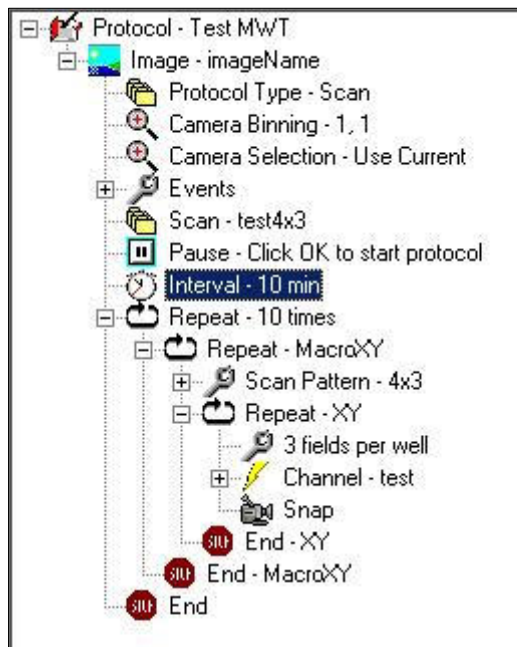 Protocol - Test MWT
Image - imageName
Protocol Type - Scan
Camera Binning - 1, 1
Camera Selection - Use Current
Events
Scan - test4x3
Pause - Click OK to start protocol
Interval - 10 min
Repeat - 10 times
Repeat - MacroXY
Scan Pattern - 4x3
Repeat - XY
3 fields per well
Channel - test
Snap
End - XY
End - MacroXY
End